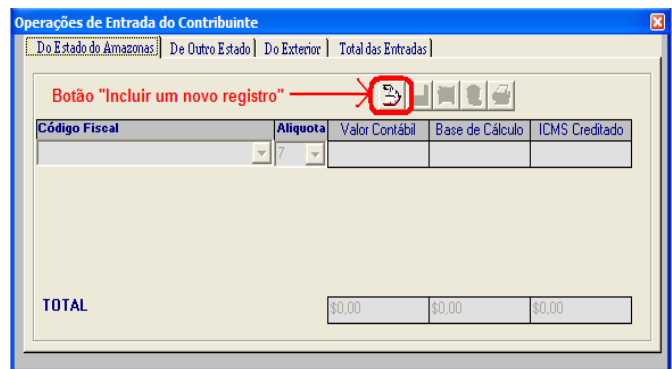 Operações de Entrada do Contribuinte
Do Estado do Amazonas De Outro Estado Do Exterior Total das Entradas
Botão "Incluir um novo registro"
Código Fiscal Aliquota Valor Contábil Base de Cálculo ICMS Creditado
7
TOTAL $0,00 $0,00 $0,00